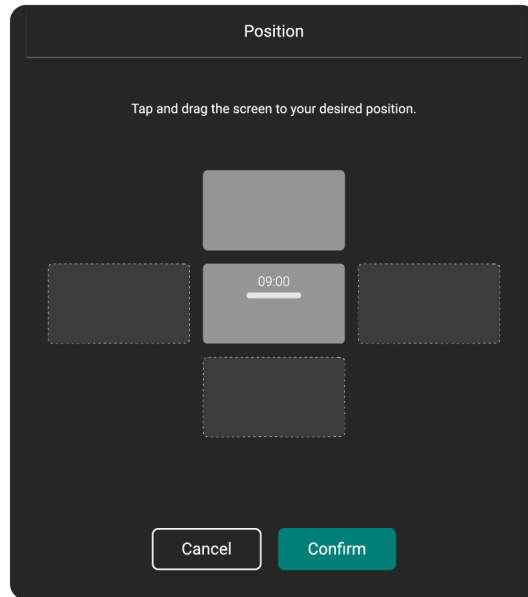 Position
Tap and drag the screen to your desired position.
09:00
Cancel
Confirm